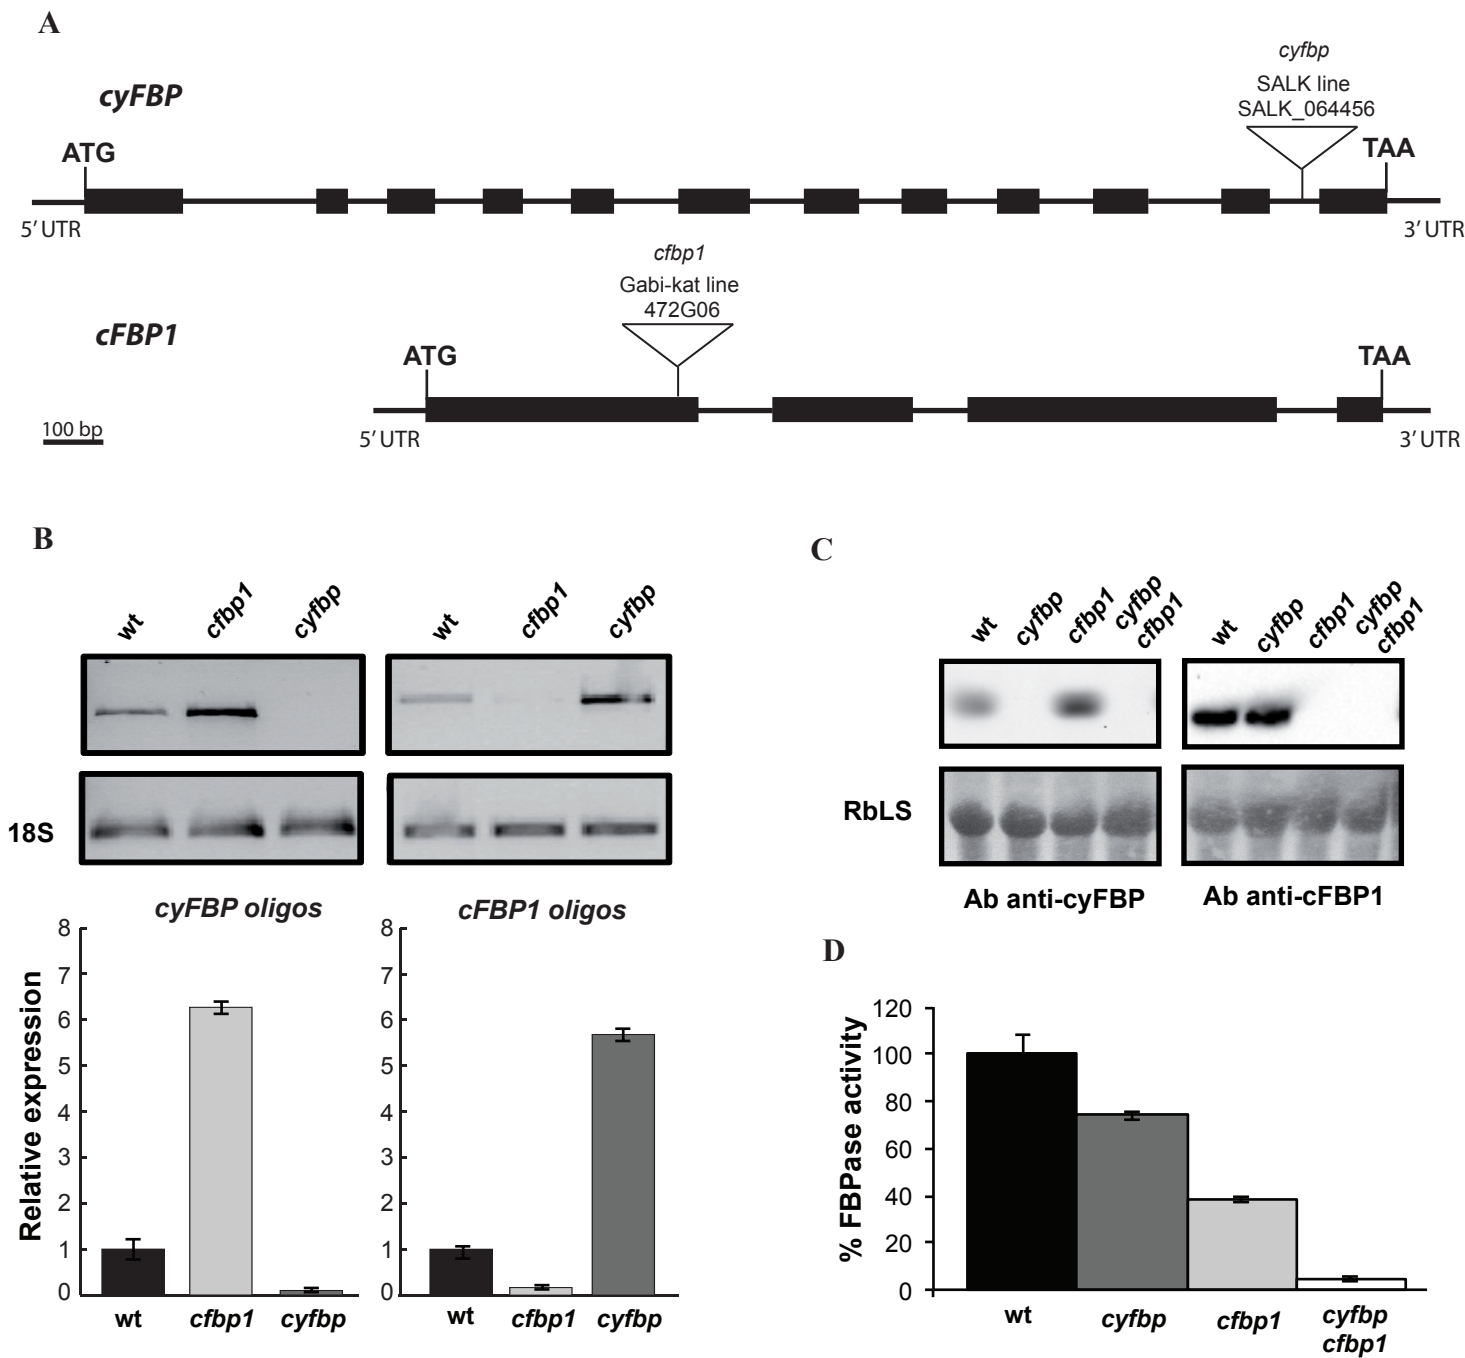 A
cyfbp
SALK line
SALK_064456
cyFBP
ATG
TAA
5' UTR
3' UTR
cfbp1
Gabi-kat line
472G06
cFBP1
ATG
TAA
100 bp
5' UTR
3' UTR
B
wt cfbp1 cyfbp
wt cfbp1 cyfbp
18S
cyFBP oligos
cFBP1 oligos
Relative expression
8
7
6
5
4
3
2
1
0
wt cfbp1 cyfbp
8
7
6
5
4
3
2
1
0
wt cfbp1 cyfbp
C
wt cyfbp cfbp1 cyfbp cfbp1
wt cyfbp cfbp1 cyfbp cfbp1
RbLS
Ab anti-cyFBP
Ab anti-cFBP1
D
% FBPase activity
120
100
80
60
40
20
0
wt cyfbp cfbp1 cyfbp
cfbp1